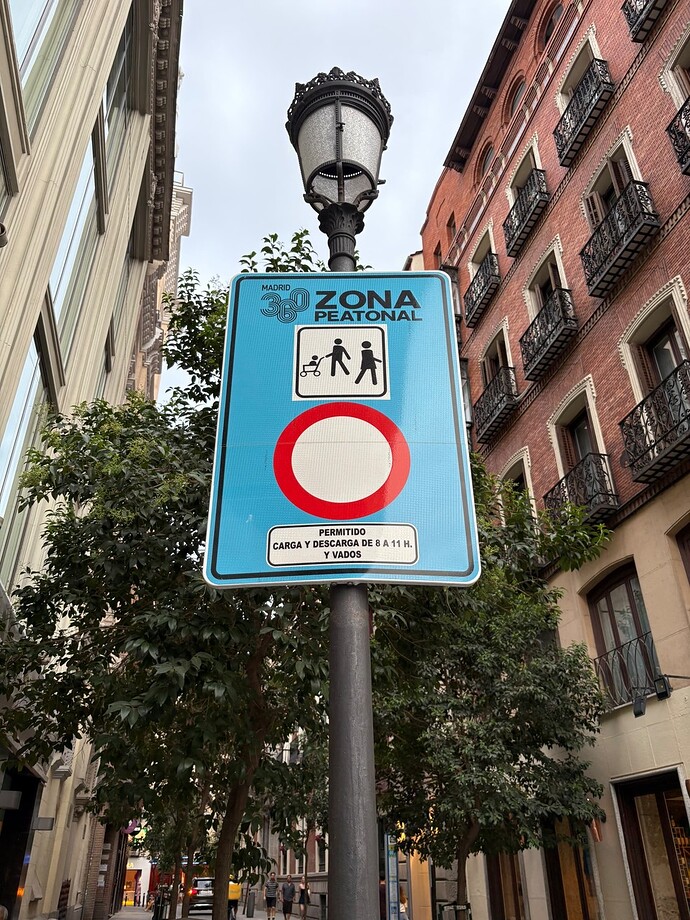 MADRID
360
ZONA
PEATONAL
PERMITIDO
CARGA Y DESCARGA DE 8 A 11 H.
Y VADOS